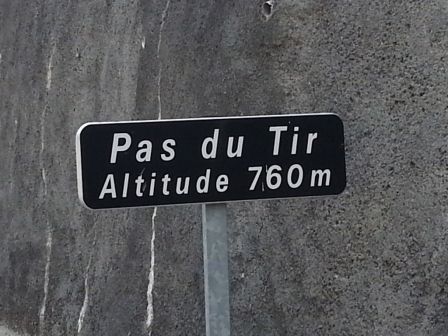 Pas du Tir
Altitude 760m